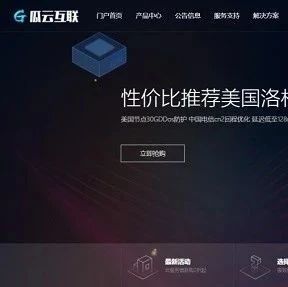 瓜云互联
门户首页 产品中心 公告信息 服务支持 解决方案
性价比推荐美国洛杉
美国节点30GDDos防护 中国电信cn2回程优化 延迟低至128
立即抢购
最新活动
选择